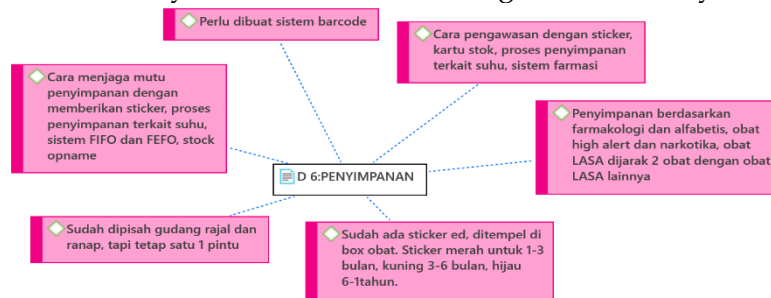 Perlu dibuat sistem barcode
Cara pengawasan dengan sticker,
kartu stok, proses penyimpanan
terkait suhu, sistem farmasi
Cara menjaga mutu
penyimpanan dengan
memberikan sticker, proses
penyimpanan terkait suhu,
sistem FIFO dan FEFO, stock
opname
Penyimpanan berdasarkan
farmakologi dan alfabetis, obat
high alert dan narkotika, obat
LASA dijarak 2 obat dengan obat
LASA lainnya
D 6:PENYIMPANAN
Sudah dipisah gudang rajal dan
ranap, tapi tetap satu 1 pintu
Sudah ada sticker ed, ditempel di
box obat. Sticker merah untuk 1-3
bulan, kuning 3-6 bulan, hijau
6-1tahun.